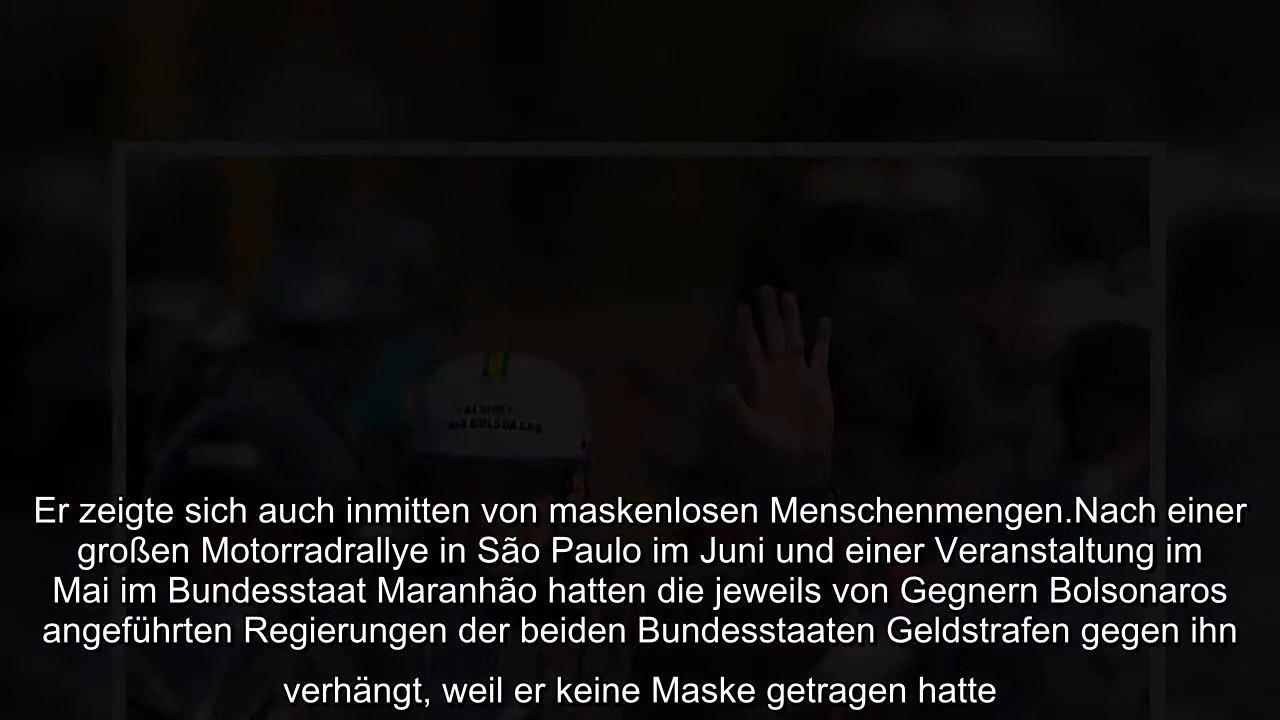 BOLSONARO
Er zeigte sich auch inmitten von maskenlosen Menschenmengen.Nach einer
großen Motorradrallye in São Paulo im Juni und einer Veranstaltung im
Mai im Bundesstaat Maranhão hatten die jeweils von Gegnern Bolsonaros
angeführten Regierungen der beiden Bundesstaaten Geldstrafen gegen ihn
verhängt, weil er keine Maske getragen hatte